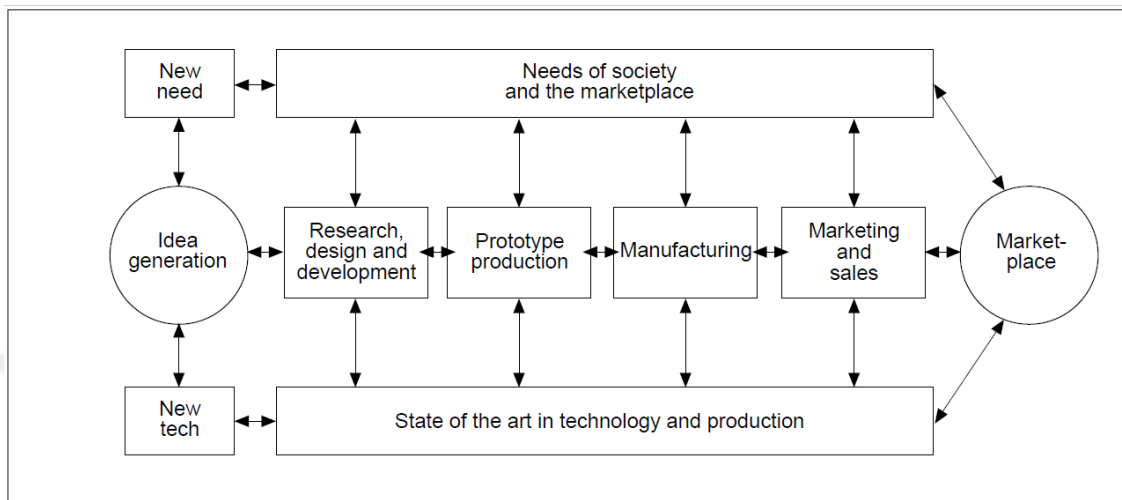 New
need
Needs of society
and the marketplace
Idea
generation
Research,
design and
development
Prototype
production
Manufacturing
Marketing
and
sales
Market-
place
New
tech
State of the art in technology and production